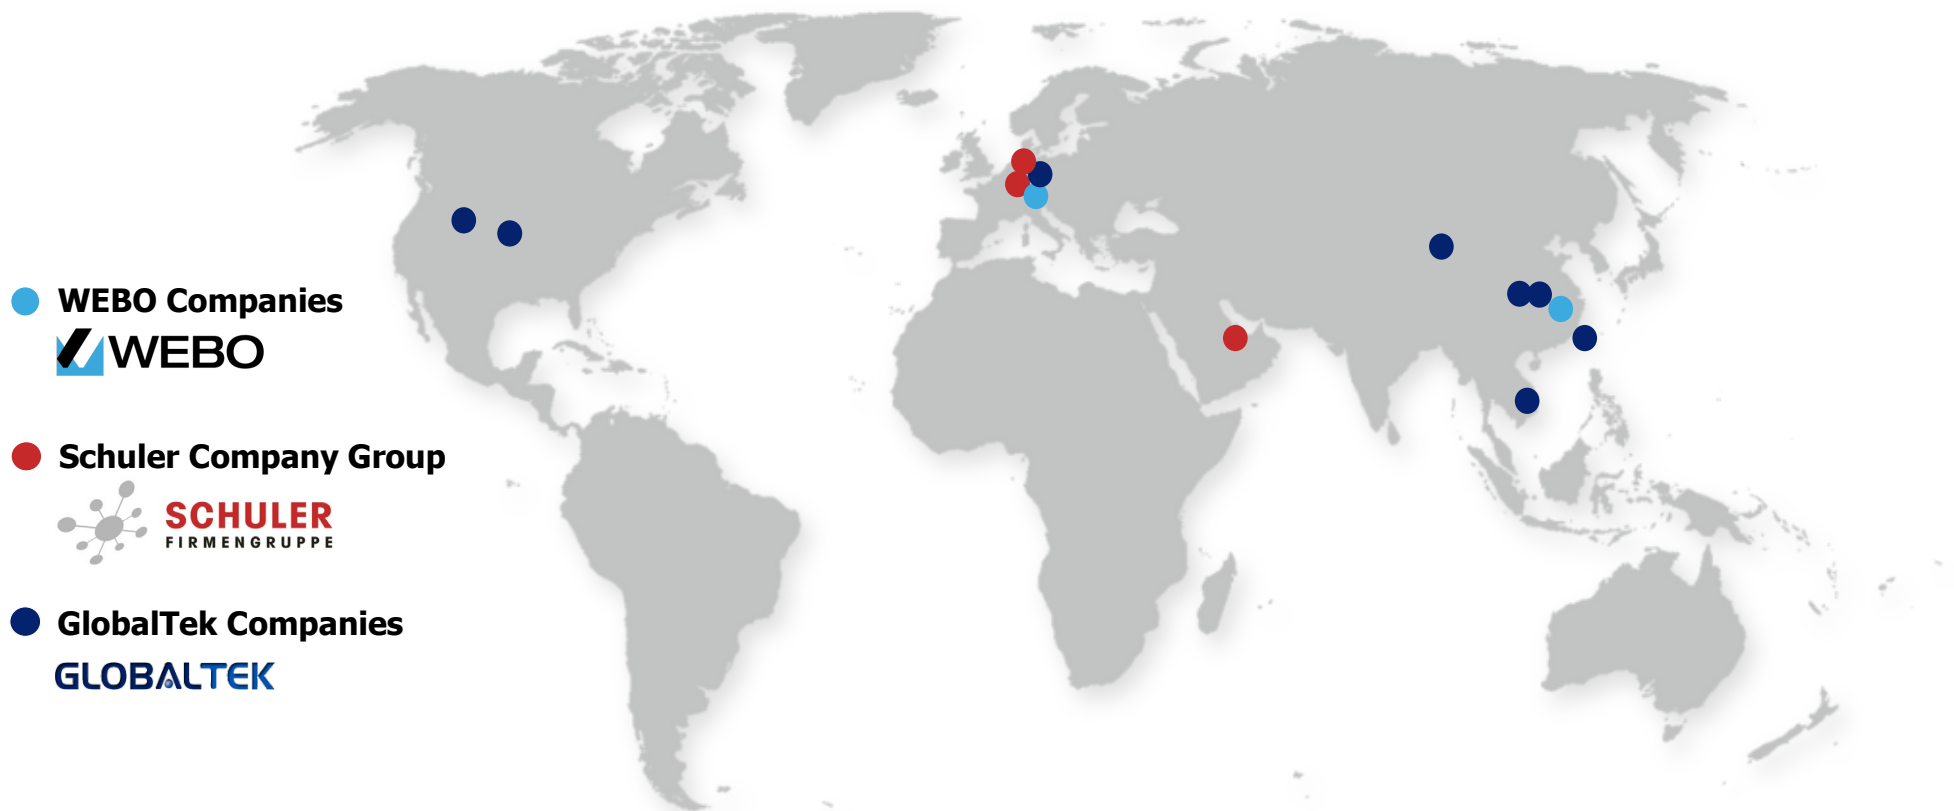 WEBO Companies
WEBO
Schuler Company Group
SCHULER
FIRMENGRUPPE
GlobalTek Companies
GLOBALTEK